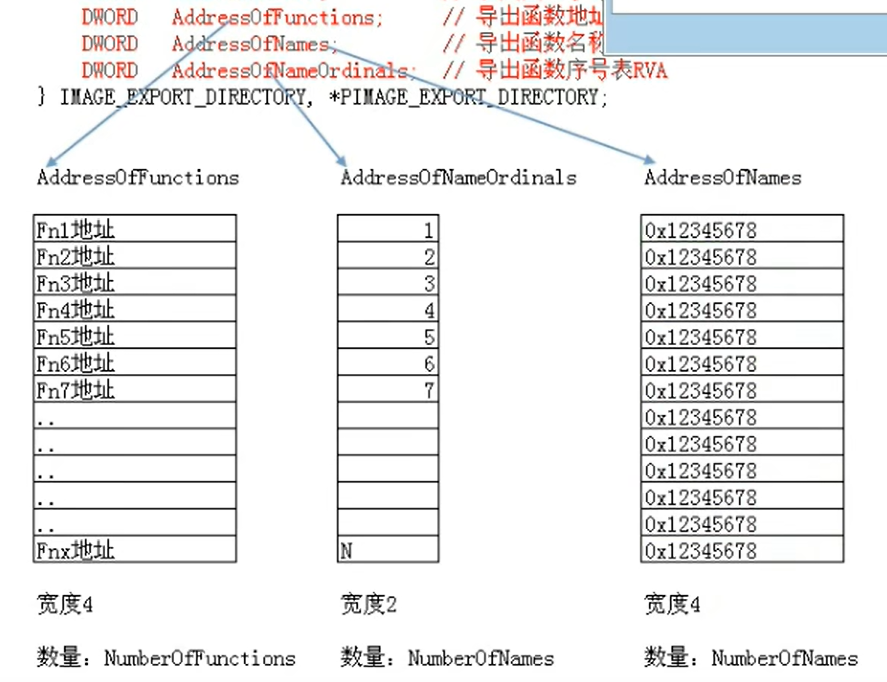 DWORD AddressOfFunctions; // 导出函数地址
DWORD AddressOfNames; // 导出函数名称
DWORD AddressOfNameOrdinals; // 导出函数序号表RVA
} IMAGE_EXPORT_DIRECTORY, *PIMAGE_EXPORT_DIRECTORY;
AddressOfFunctions AddressOfNameOrdinals AddressOfNames
Fn1地址 1 0x12345678
Fn2地址 2 0x12345678
Fn3地址 3 0x12345678
Fn4地址 4 0x12345678
Fn5地址 5 0x12345678
Fn6地址 6 0x12345678
Fn7地址 7 0x12345678
.. 0x12345678
.. 0x12345678
.. 0x12345678
.. 0x12345678
.. 0x12345678
Fnx地址 N 0x12345678
宽度4 宽度2 宽度4
数量: NumberOfFunctions 数量: NumberOfNames 数量: NumberOfNames